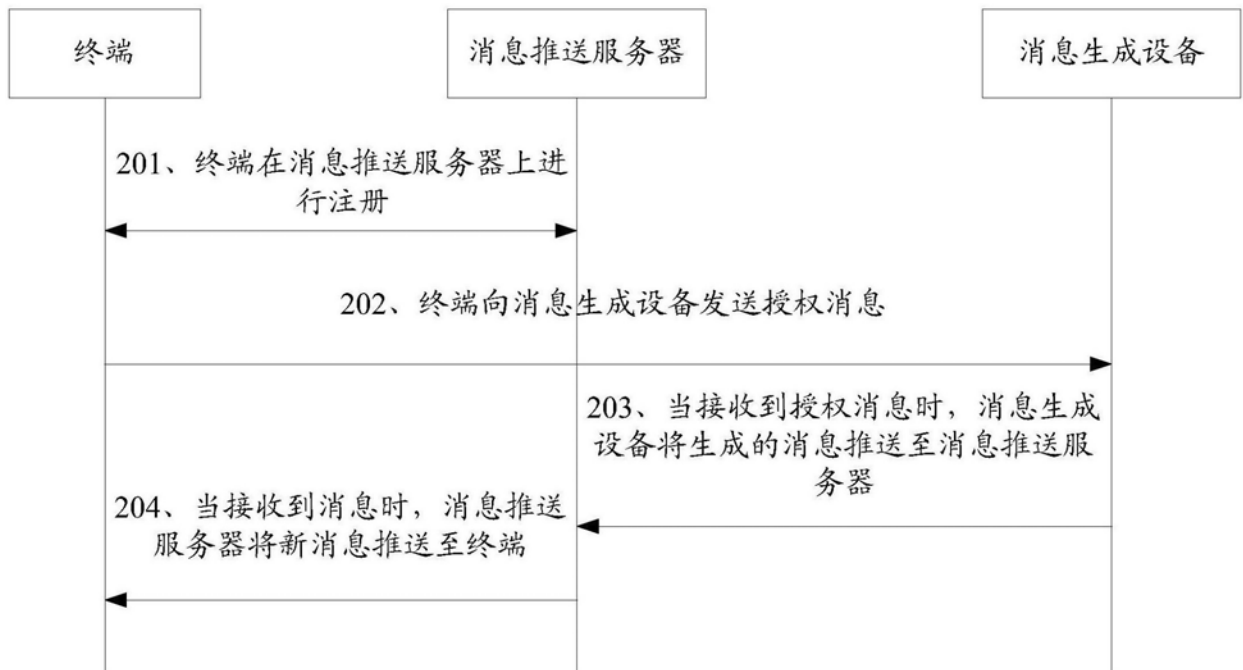 终端
消息推送服务器
消息生成设备
201、终端在消息推送服务器上进
行注册
202、终端向消息生成设备发送授权消息
203、当接收到授权消息时，消息生成
设备将生成的消息推送至消息推送服
务器
204、当接收到消息时，消息推送
服务器将新消息推送至终端